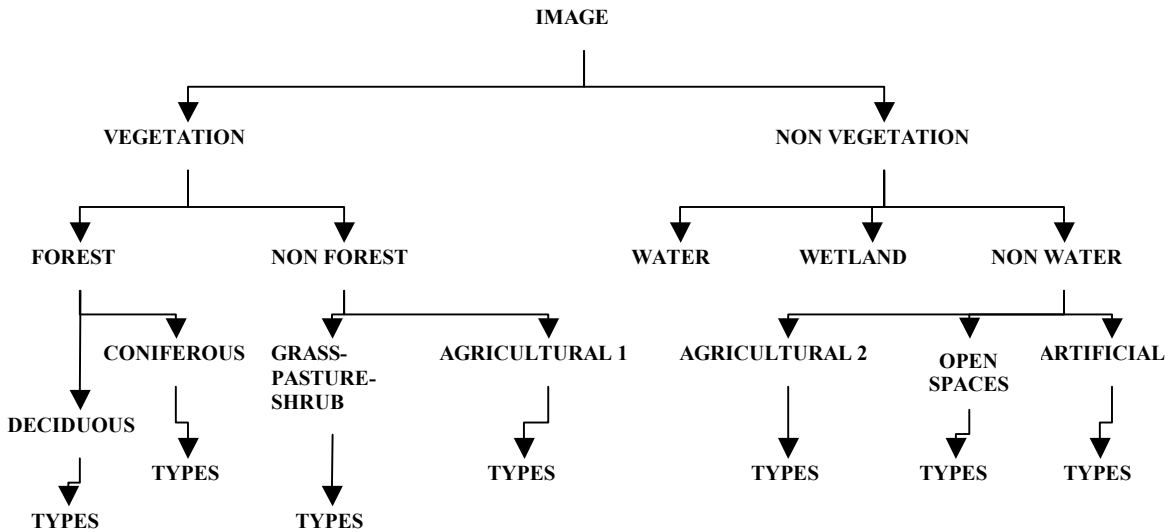 IMAGE
VEGETATION
NON VEGETATION
FOREST
NON FOREST
WATER
WETLAND
NON WATER
CONIFEROUS
GRASS-
PASTURE-
SHRUB
AGRICULTURAL 1
AGRICULTURAL 2
OPEN
SPACES
ARTIFICIAL
DECIDUOUS
TYPES
TYPES
TYPES
TYPES
TYPES
TYPES
TYPES